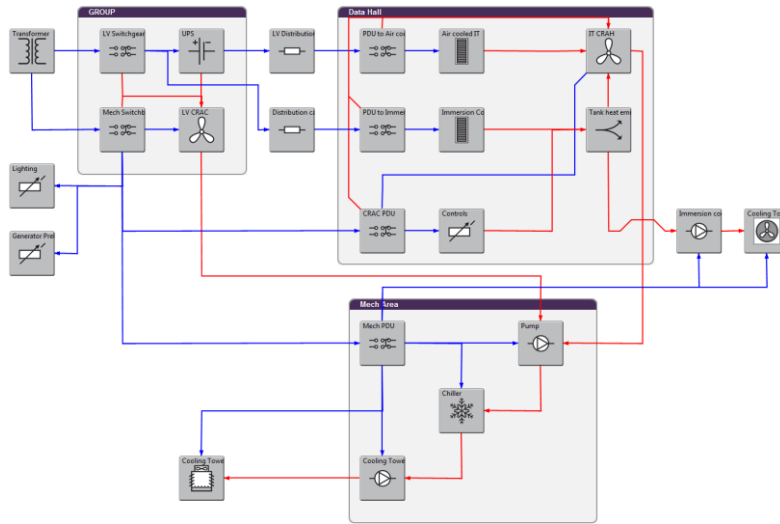 GROUP
Data Hall
Transformer
LV Switchgear
UPS
LV Distribution
PDU to Air coo
Air cooled IT
IT CRAH
Mech Switchb
LV CRAC
Distribution ca
PDU to Immer
Immersion Co
Tank heat emi
Lighting
CRAC PDU
Controls
Immersion co
Cooling To
Generator Prel
Mech Area
Mech PDU
Pump
Chiller
Cooling Towe
Cooling Towe